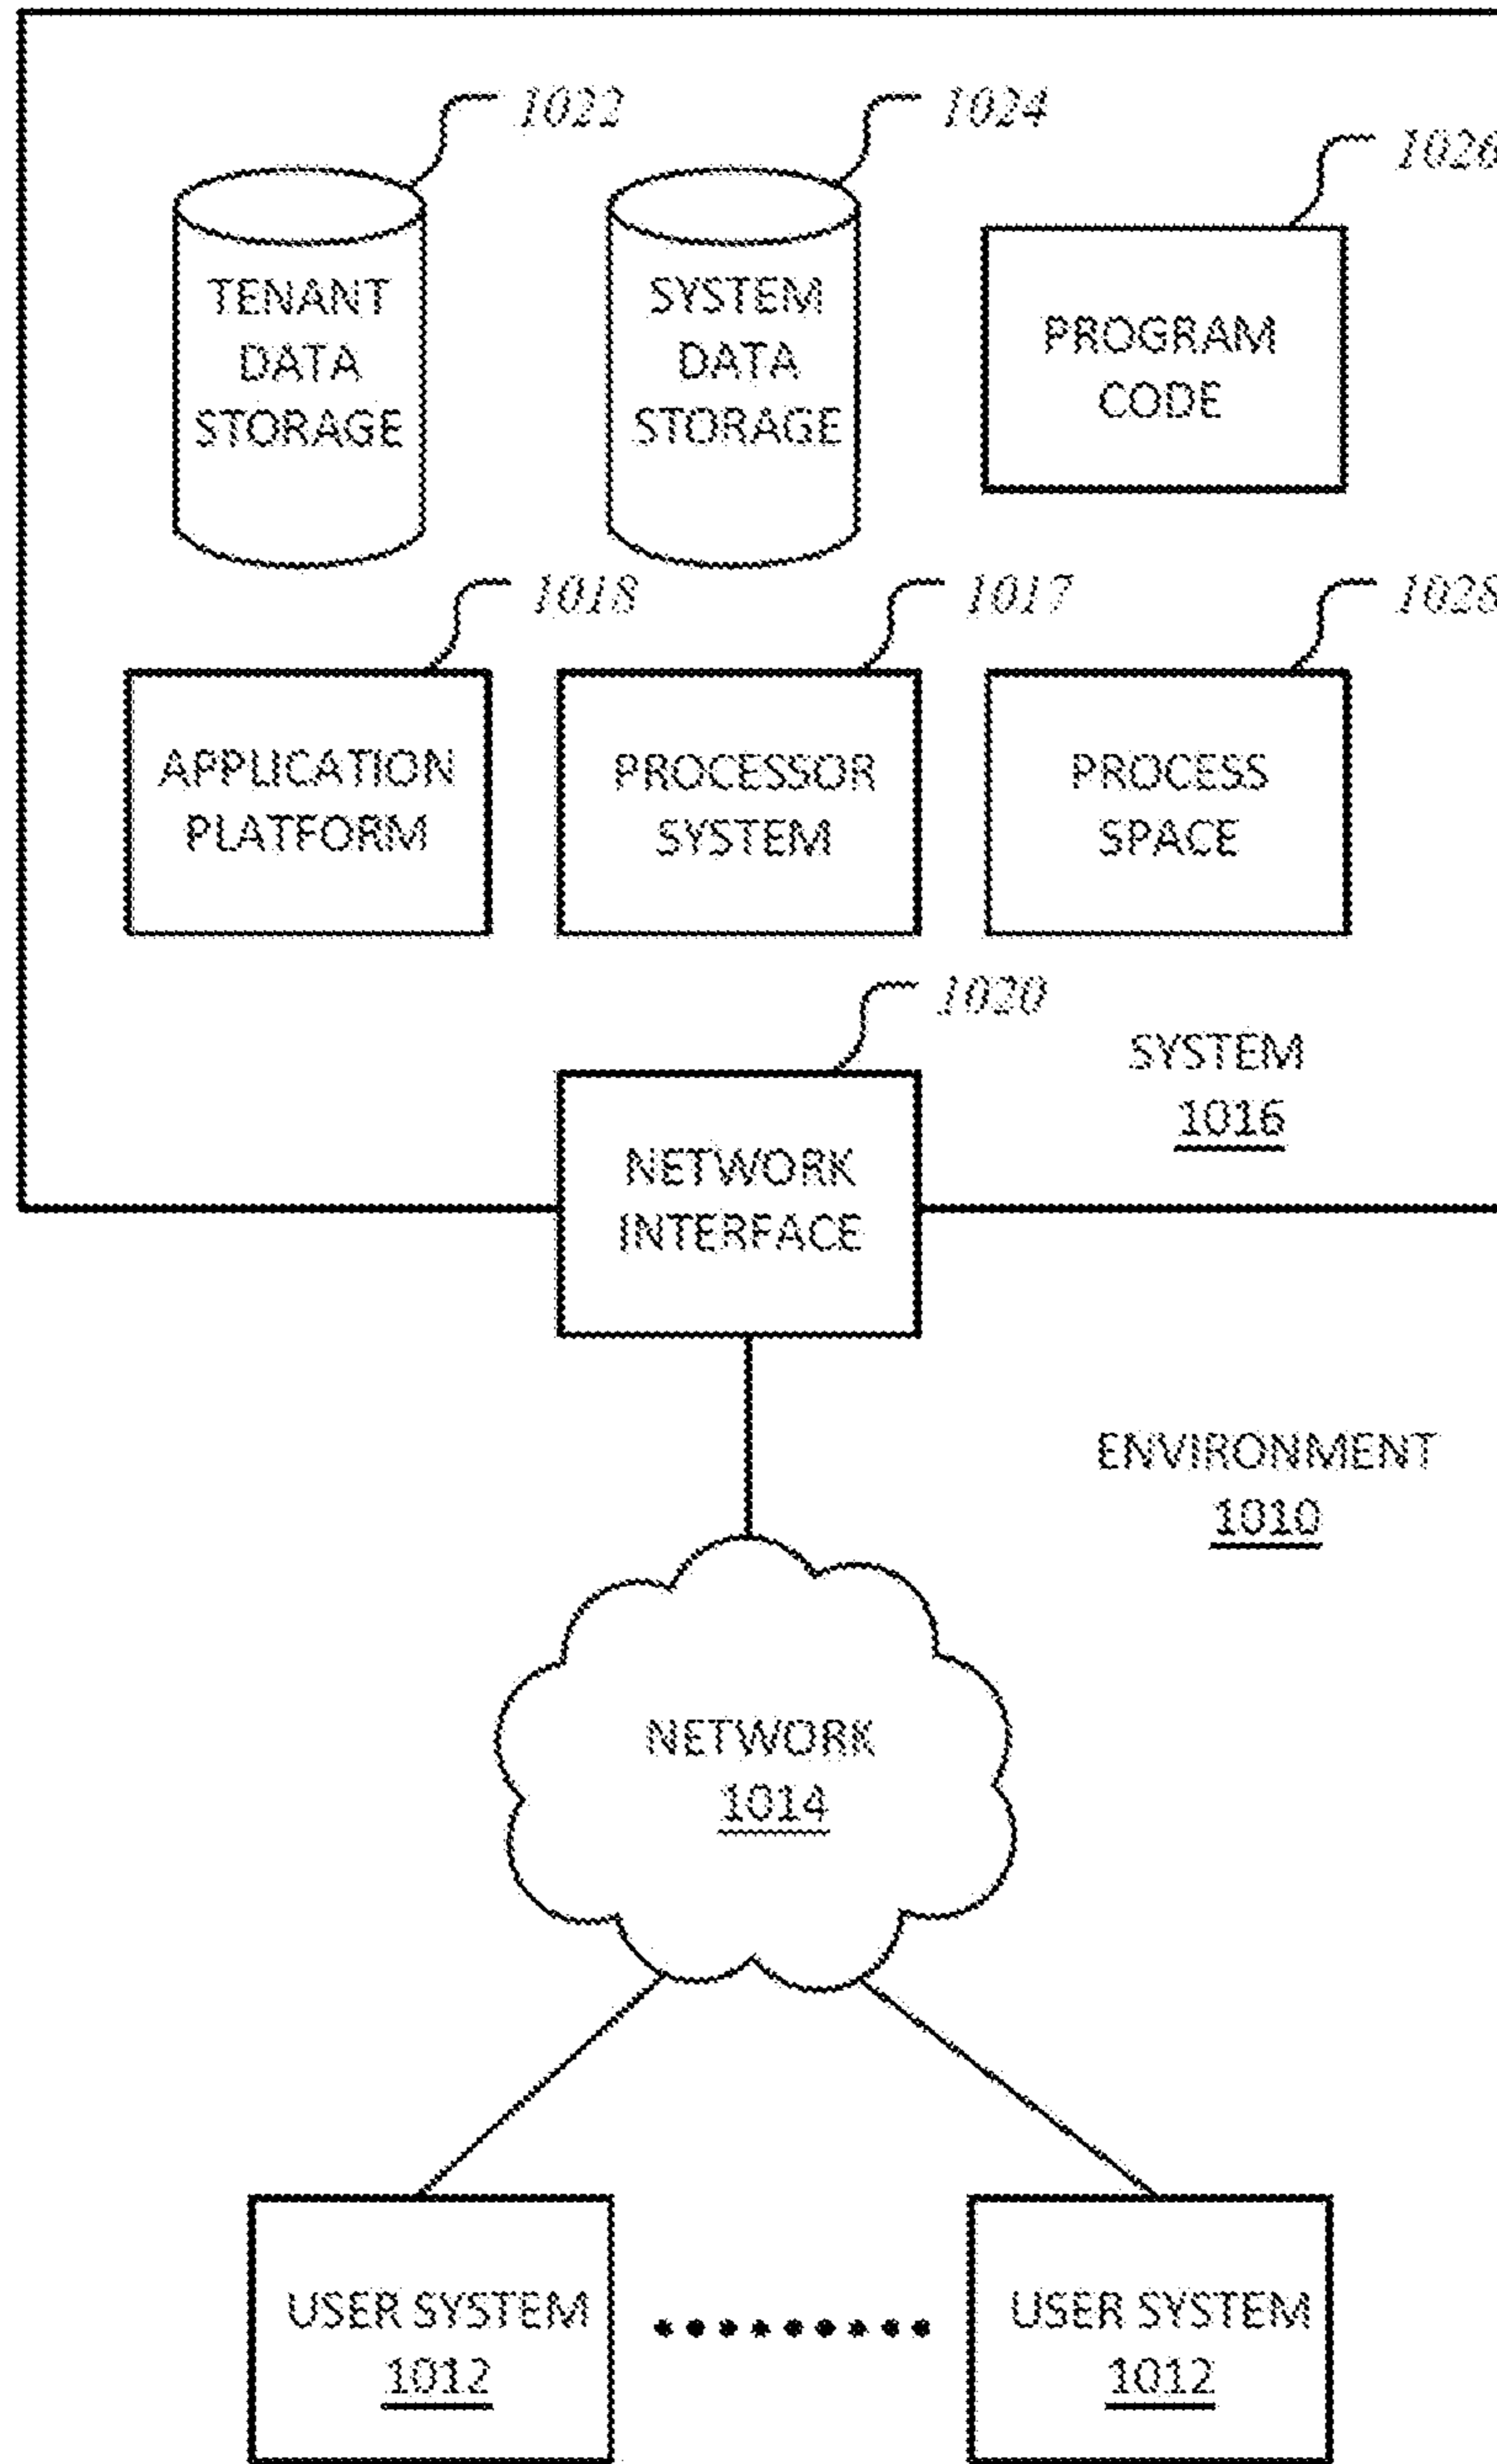 1022
1024
1026
TENANT
DATA
STORAGE
SYSTEM
DATA
STORAGE
PROGRAM
CODE
1018
1017
1028
APPLICATION
PLATFORM
PROCESSOR
SYSTEM
PROCESS
SPACE
1020
SYSTEM
1016
NETWORK
INTERFACE
ENVIRONMENT
1010
NETWORK
1014
USER SYSTEM
1012
USER SYSTEM
1012